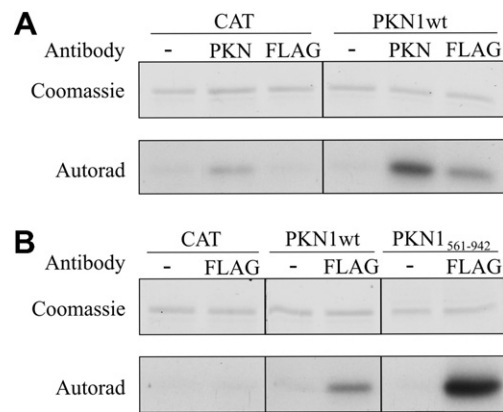 A
CAT PKN1wt
Antibody - PKN FLAG - PKN FLAG
Coomassie
Autorad
B
CAT PKN1wt PKN1561-942
Antibody - FLAG - FLAG - FLAG
Coomassie
Autorad